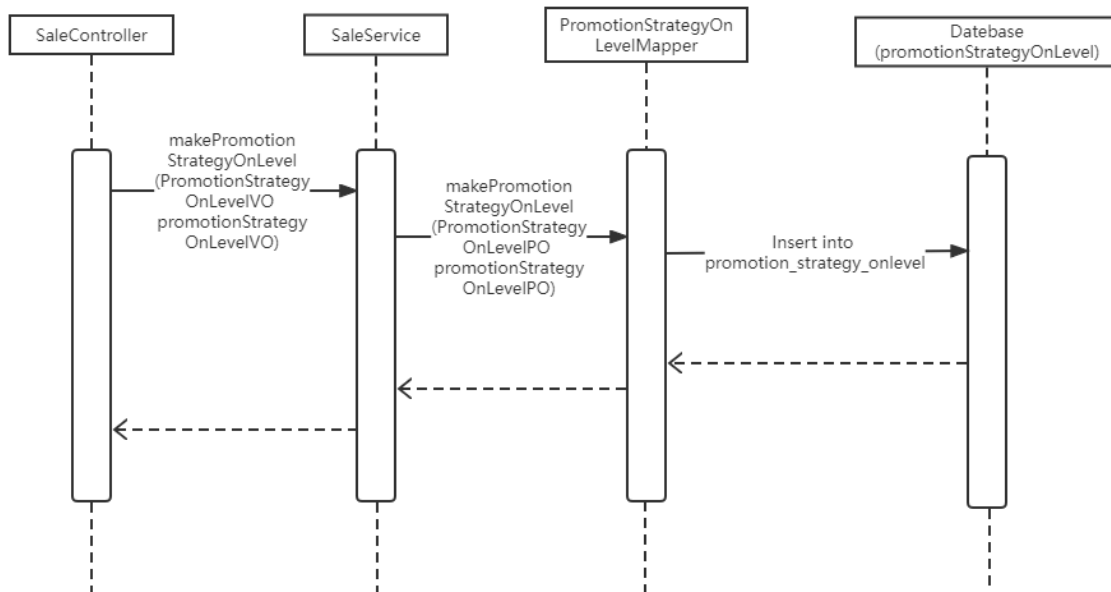 SaleController
SaleService
PromotionStrategyOn
LevelMapper
Datebase
(promotionStrategyOnLevel)
makePromotion
StrategyOnLevel
(PromotionStrategy
OnLevelVO
promotionStrategy
OnLevelVO)
makePromotion
StrategyOnLevel
(PromotionStrategy
OnLevelPO
promotionStrategy
OnLevelPO)
Insert into
promotion_strategy_onlevel